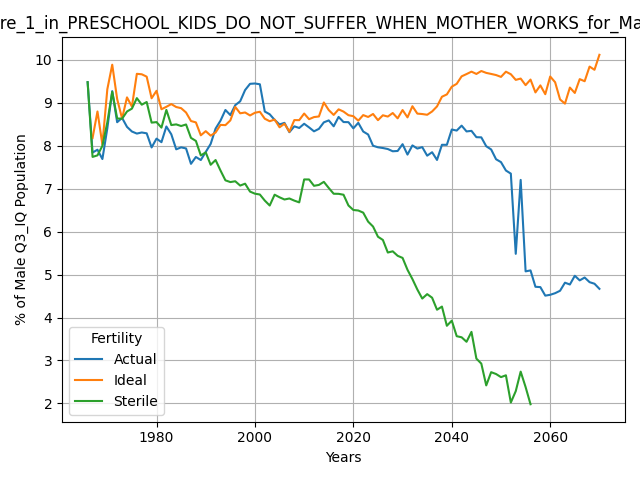 re_1_in_PRESCHOOL_KIDS_DO_NOT_SUFFER_WHEN_MOTHER_WORKS_for_Ma
10
9
8
7
6
5
4
3
2
% of Male Q3_IQ Population
Fertility
Actual
Ideal
Sterile
1980
2000
2020
2040
2060
Years